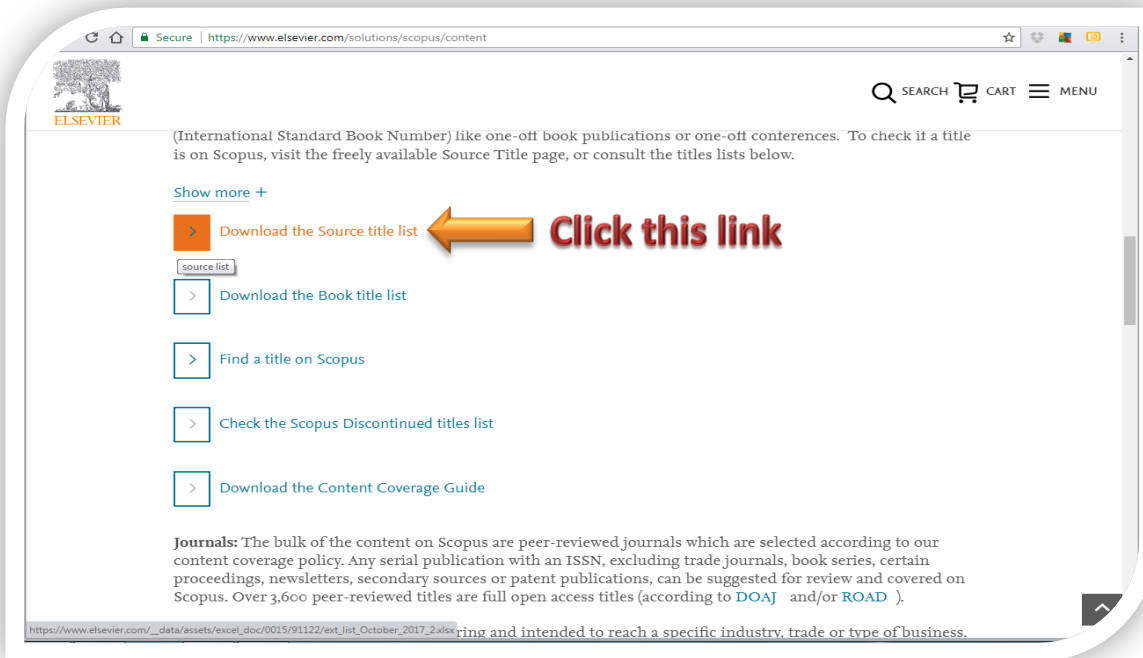 Secure | https://www.elsevier.com/solutions/scopus/content
ELSEVIER
SEARCH CART MENU
(International Standard Book Number) like one-off book publications or one-off conferences. To check if a title
is on Scopus, visit the freely available Source Title page, or consult the titles lists below.
Show more +
Download the Source title list
Click this link
source list
Download the Book title list
Find a title on Scopus
Check the Scopus Discontinued titles list
Download the Content Coverage Guide
Journals: The bulk of the content on Scopus are peer-reviewed journals which are selected according to our
content coverage policy. Any serial publication with an ISSN, excluding trade journals, book series, certain
proceedings, newsletters, secondary sources or patent publications, can be suggested for review and covered on
Scopus. Over 3,600 peer-reviewed titles are full open access titles (according to DOAJ and/or ROAD ).
https://www.elsevier.com/__data/assets/excel_doc/0015/91122/ext_list_October_2017_2.xlsx ring and intended to reach a specific industry, trade or type of business.